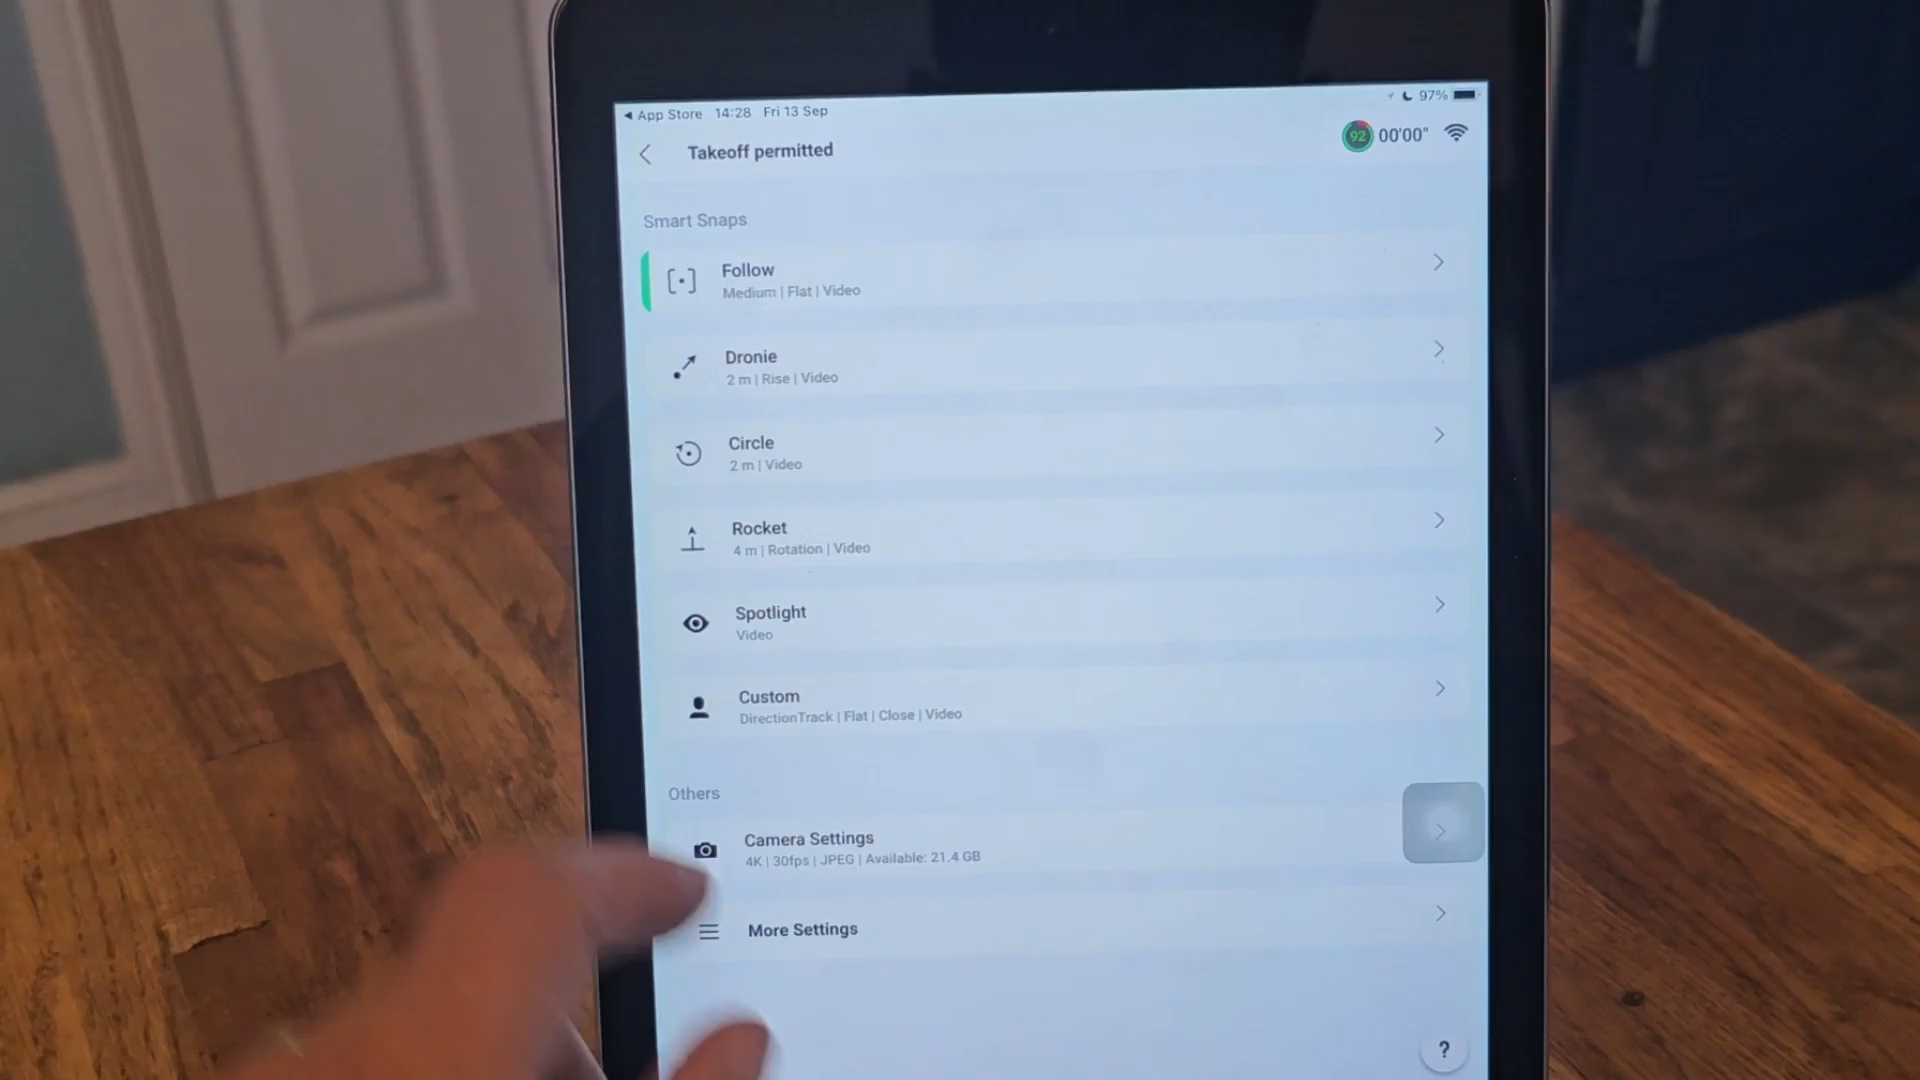 App Store 14:28 Fri 13 Sep 97%
Takeoff permitted 92 00'00"
Smart Snaps
Follow
Medium | Flat | Video
Dronie
2 m | Rise | Video
Circle
2 m | Video
Rocket
4 m | Rotation | Video
Spotlight
Video
Custom
DirectionTrack | Flat | Close | Video
Others
Camera Settings
4K | 30fps | JPEG | Available: 21.4 GB
More Settings
?